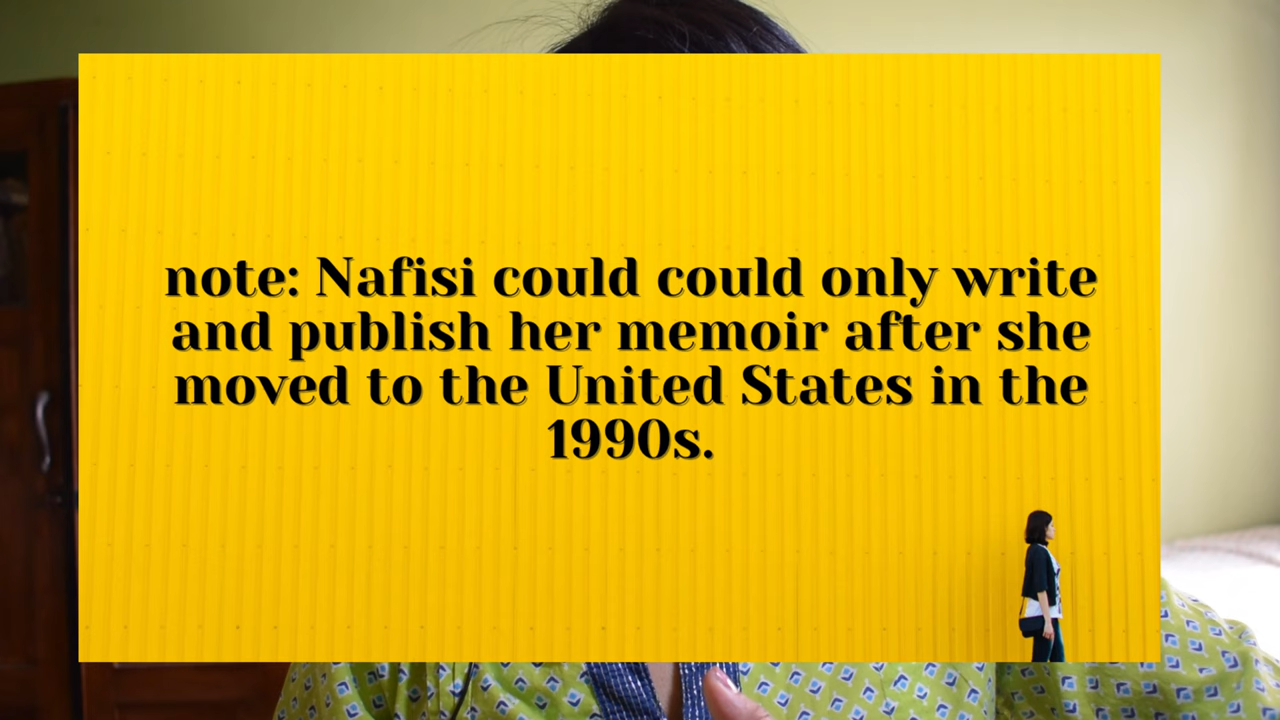 note: Nafisi could could only write
and publish her memoir after she
moved to the United States in the
1990s.